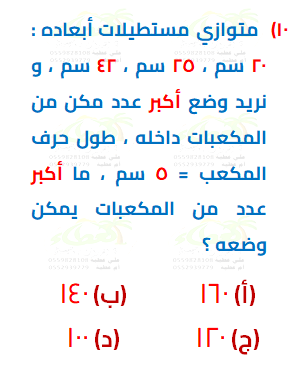 ١٠) متوازي مستطيلات أبعاده :
٢٠ سم ، ٢٥ سم ، ٤٢ سم ، و
نريد وضع أكبر عدد مكن من
المكعبات داخله ، طول حرف
المكعب = ٥ سم ، ما أكبر
عدد من المكعبات يمكن
وضعه ؟
(أ) ١٦٠ (ب) ١٤٠
(ج) ١٢٠ (د) ١٠٠